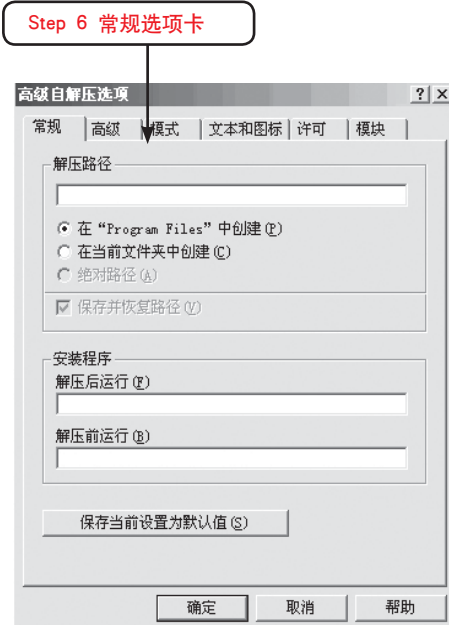 Step 6 常规选项卡
高级自解压选项
常规 高级 模式 文本和图标 许可 模块
解压路径
在“Program Files”中创建(P)
在当前文件夹中创建(C)
绝对路径(A)
保存并恢复路径(V)
安装程序
解压后运行(F)
解压前运行(B)
保存当前设置为默认值(S)
确定 取消 帮助